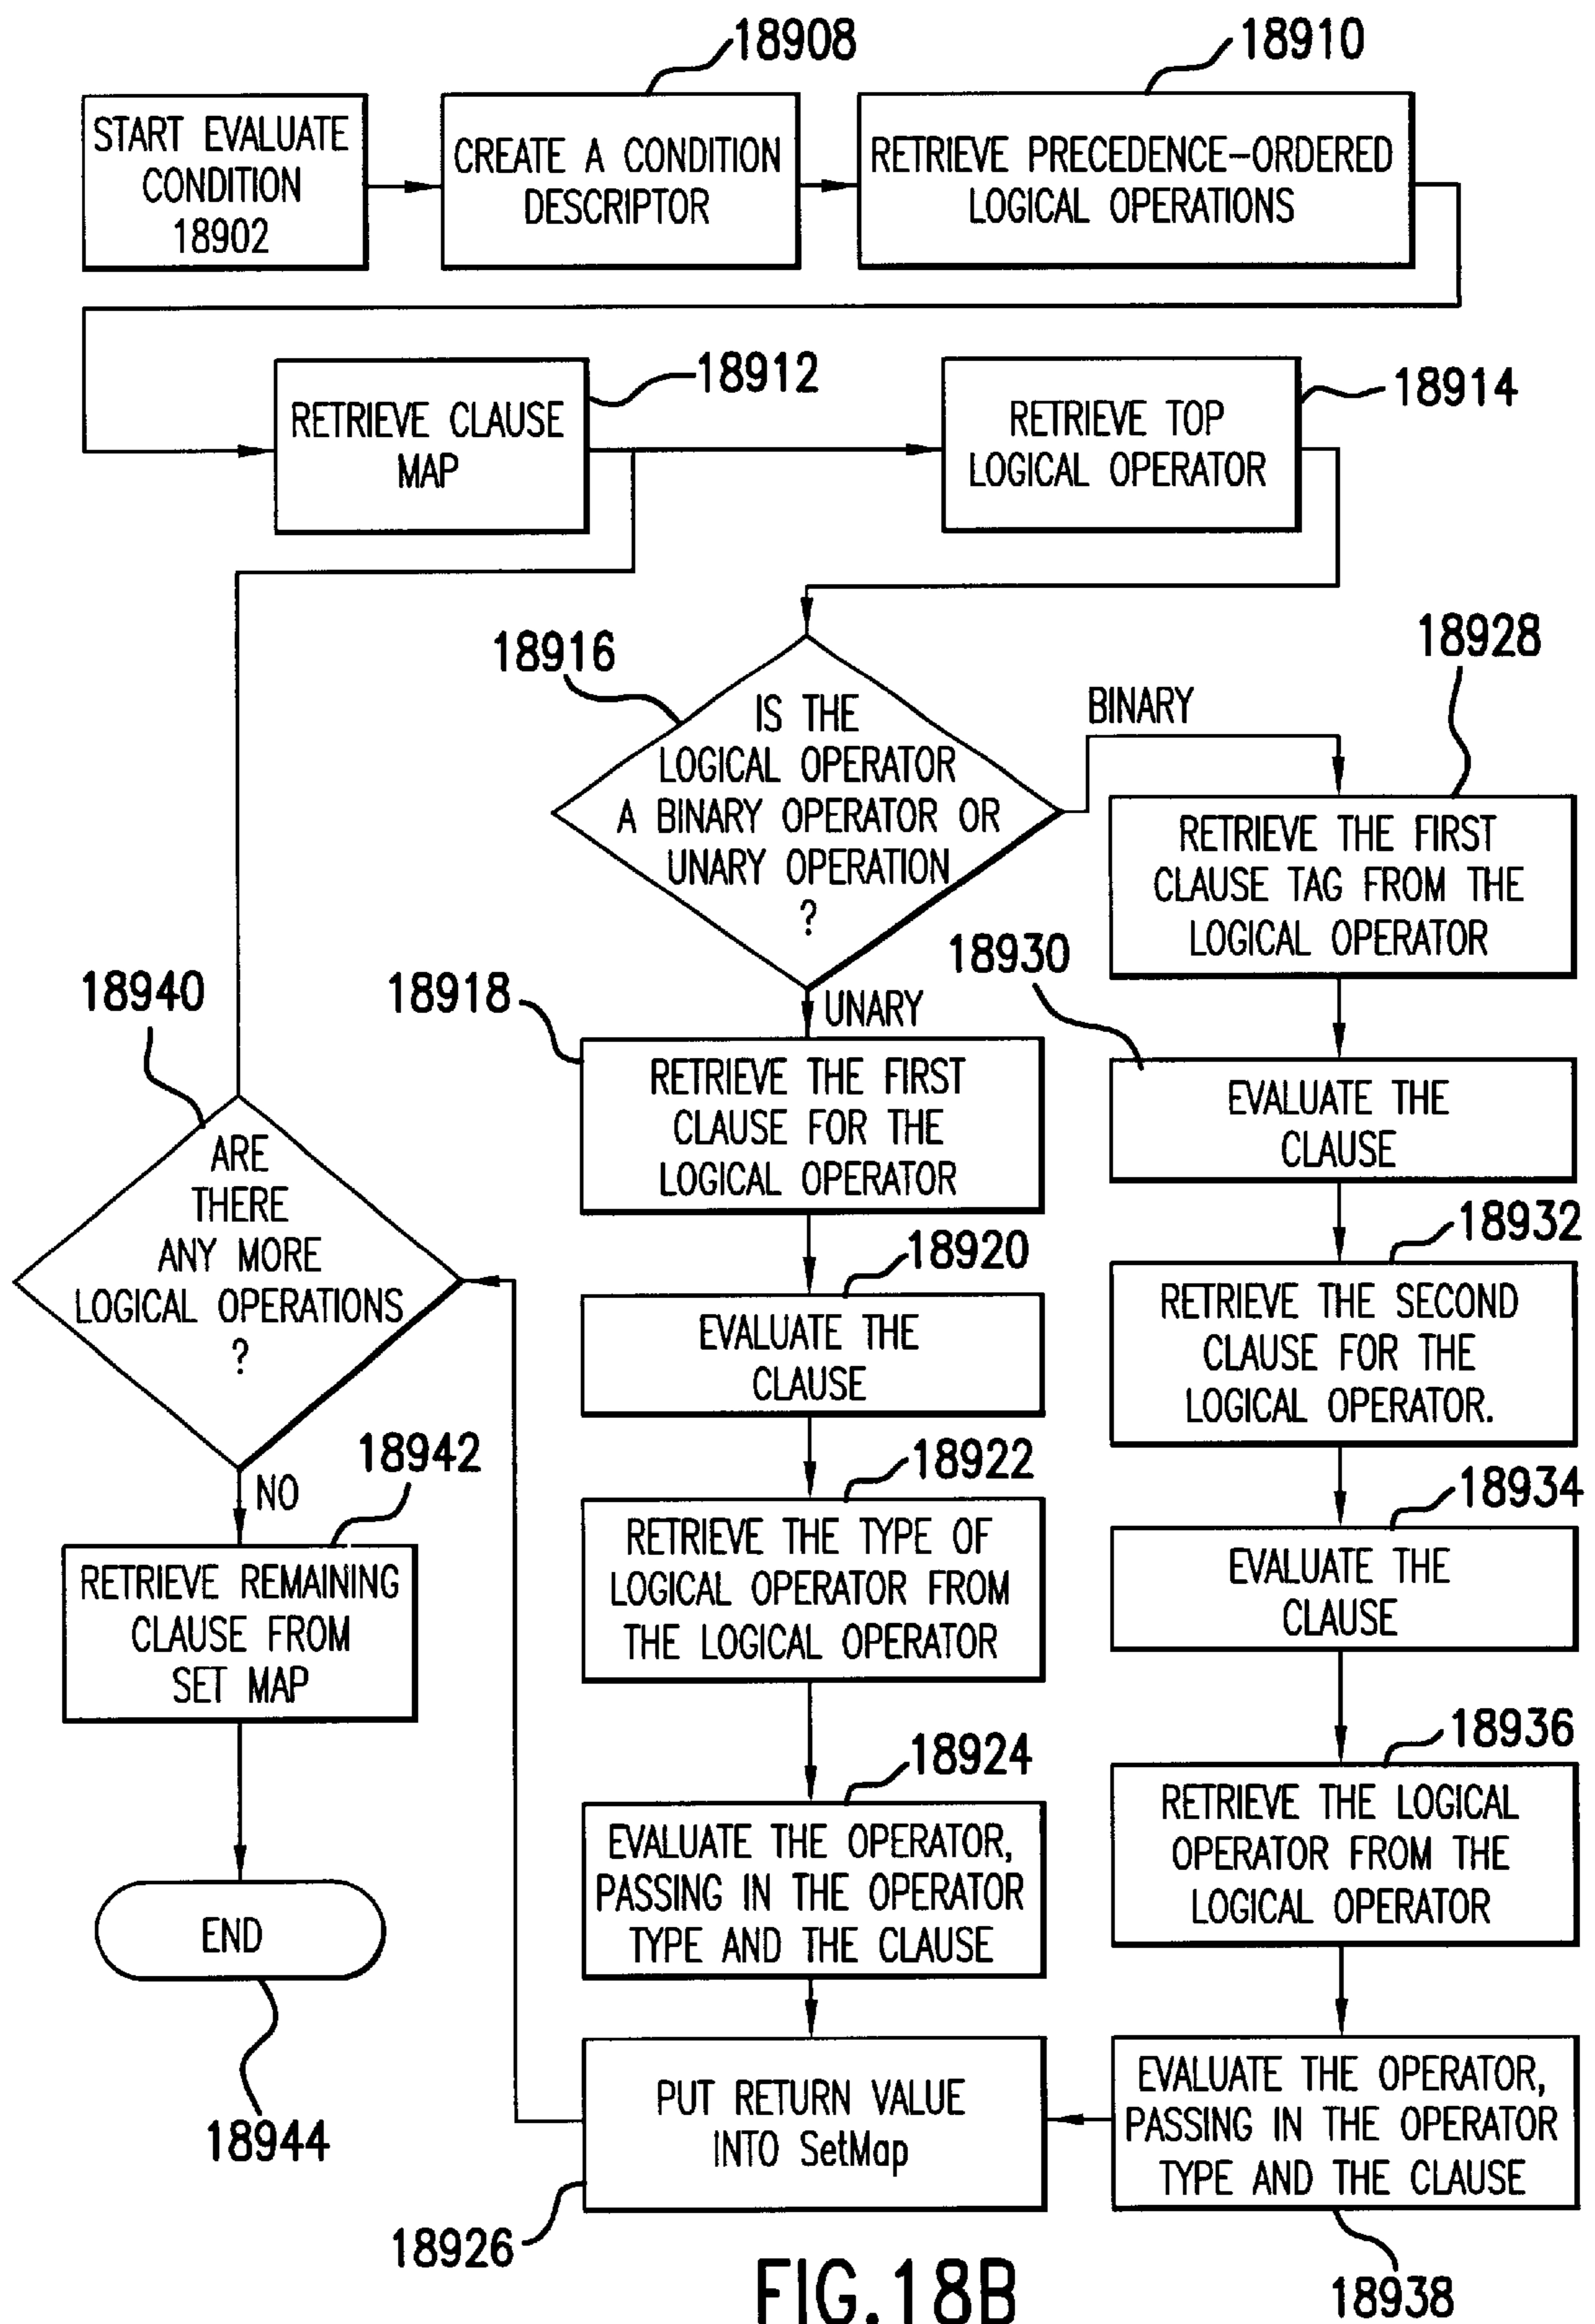 18908
18910
START EVALUATE
CONDITION
18902
CREATE A CONDITION
DESCRIPTOR
RETRIEVE PRECEDENCE-ORDERED
LOGICAL OPERATIONS
18912
18914
RETRIEVE CLAUSE
MAP
RETRIEVE TOP
LOGICAL OPERATOR
18916
IS THE
LOGICAL OPERATOR
A BINARY OPERATOR OR
UNARY OPERATION
?
BINARY
18928
RETRIEVE THE FIRST
CLAUSE TAG FROM THE
LOGICAL OPERATOR
18930
EVALUATE THE
CLAUSE
18932
RETRIEVE THE SECOND
CLAUSE FOR THE
LOGICAL OPERATOR.
18934
EVALUATE THE
CLAUSE
18936
RETRIEVE THE LOGICAL
OPERATOR FROM THE
LOGICAL OPERATOR
EVALUATE THE OPERATOR,
PASSING IN THE OPERATOR
TYPE AND THE CLAUSE
18938
UNARY
18918
RETRIEVE THE FIRST
CLAUSE FOR THE
LOGICAL OPERATOR
18920
EVALUATE THE
CLAUSE
18922
RETRIEVE THE TYPE OF
LOGICAL OPERATOR FROM
THE LOGICAL OPERATOR
18924
EVALUATE THE OPERATOR,
PASSING IN THE OPERATOR
TYPE AND THE CLAUSE
PUT RETURN VALUE
INTO SetMap
18926
18940
ARE
THERE
ANY MORE
LOGICAL OPERATIONS
?
NO
18942
RETRIEVE REMAINING
CLAUSE FROM
SET MAP
END
18944
FIG.18B